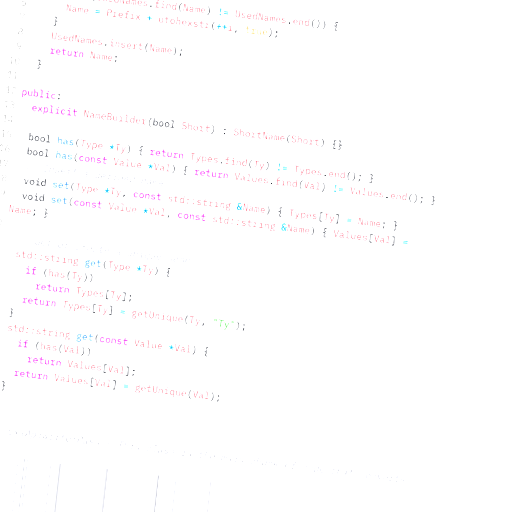 .find(Name) != UsedNames.end()) {
Name = Prefix + utohexstr(++i, true);
}
UsedNames.insert(Name);
return Name;
}
public:
explicit NameBuilder(bool Short) : ShortName(Short) {}
bool has(Type *Ty) { return Types.find(Ty) != Types.end(); }
bool has(const Value *Val) { return Values.find(Val) != Values.end(); }
void set(Type *Ty, const std::string &Name) { Types[Ty] = Name; }
void set(const Value *Val, const std::string &Name) { Values[Val] =
Name; }
std::string get(Type *Ty) {
if (has(Ty))
return Types[Ty];
return Types[Ty] = getUnique(Ty, "Ty");
}
std::string get(const Value *Val) {
if (has(Val))
return Values[Val];
return Values[Val] = getUnique(Val);
}